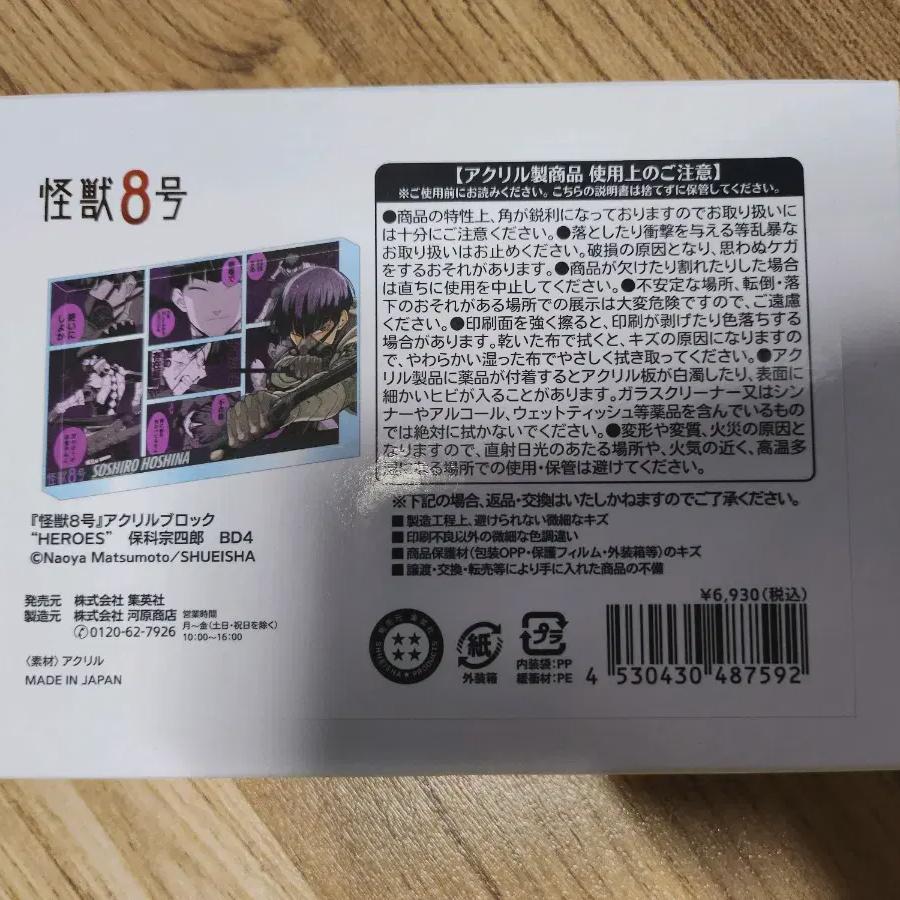 怪獣8号
SOSHIRO HOSHINA
怪獣8号
『怪獣8号』アクリルブロック
“HEROES” 保科宗四郎 BD4
©Naoya Matsumoto/SHUEISHA
発売元 株式会社 集英社
製造元 株式会社 河原商店
0120-62-7926
営業時間
月〜金(土日・祝日を除く)
10:00〜16:00
〈素材〉アクリル
MADE IN JAPAN
【アクリル製商品 使用上のご注意】
※ご使用前にお読みください。こちらの説明書は捨てずに保管してください。
●商品の特性上、角が鋭利になっておりますのでお取り扱いに
は十分にご注意ください。●落としたり衝撃を与える等乱暴な
お取り扱いはお止めください。破損の原因となり、思わぬケガ
をするおそれがあります。●商品が欠けたり割れたりした場合
は直ちに使用を中止してください。●不安定な場所、転倒・落
下のおそれがある場所での展示は大変危険ですので、ご遠慮
ください。●印刷面を強く擦ると、印刷が剥げたり色落ちする
場合があります。乾いた布で拭くと、キズの原因になりますの
で、やわらかい湿った布でやさしく拭き取ってください。●アク
リル製品に薬品が付着するとアクリル板が白濁したり、表面に
細かいヒビが入ることがあります。ガラスクリーナー又はシン
ナーやアルコール、ウェットティッシュ等薬品を含んでいるもの
では絶対に拭かないでください。●変形や変質、火災の原因と
なりますので、直射日光のあたる場所や、火気の近く、高温多
湿になる場所での使用・保管は避けてください。
※下記の場合、返品・交換はいたしかねますのでご了承ください。
■製造工程上、避けられない微細なキズ
■印刷不良以外の微細な色調違い
■商品保護材(包装OPP・保護フィルム・外装箱等)のキズ
■譲渡・交換・転売等により手に入れた商品の不備
¥6,930(税込)
発売元 集英社
SHUEISHA PRODUCTS
紙
外装箱
プラ
内装袋:PP
緩衝材:PE
4 530430 487592